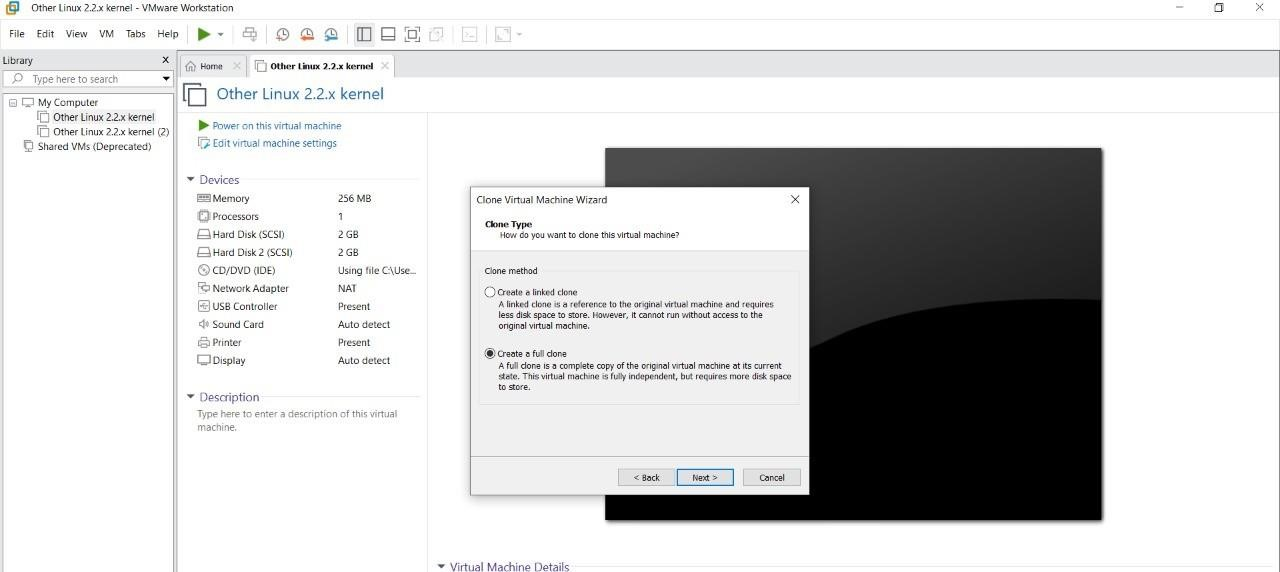 Other Linux 2.2.x kernel - VMware Workstation
File Edit View VM Tabs Help
Library X
Type here to search
My Computer
Other Linux 2.2.x kernel
Other Linux 2.2.x kernel (2)
Shared VMs (Deprecated)
Home Other Linux 2.2.x kernel
Other Linux 2.2.x kernel
Power on this virtual machine
Edit virtual machine settings
Devices
Memory 256 MB
Processors 1
Hard Disk (SCSI) 2 GB
Hard Disk 2 (SCSI) 2 GB
CD/DVD (IDE) Using file C:\Use...
Network Adapter NAT
USB Controller Present
Sound Card Auto detect
Printer Present
Display Auto detect
Description
Type here to enter a description of this virtual
machine.
Clone Virtual Machine Wizard
Clone Type
How do you want to clone this virtual machine?
Clone method
Create a linked clone
A linked clone is a reference to the original virtual machine and requires
less disk space to store. However, it cannot run without access to the
original virtual machine.
Create a full clone
A full clone is a complete copy of the original virtual machine at its current
state. This virtual machine is fully independent, but requires more disk space
to store.
< Back Next > Cancel
Virtual Machine Details